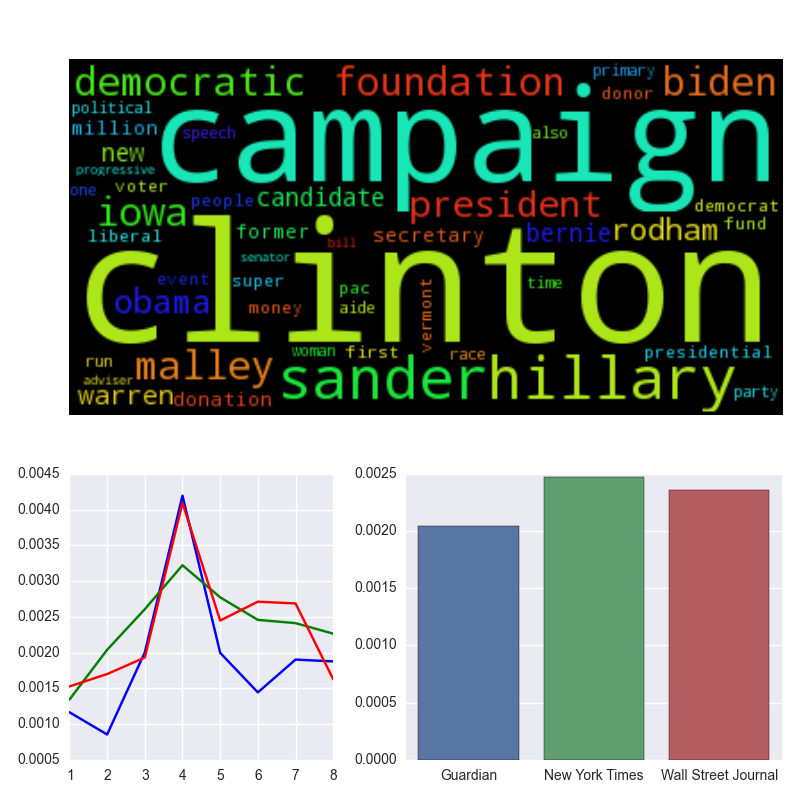 democratic foundation primary biden
donor
political
million speech campaign also
new
progressive
one voter people candidate president democrat
iowa fund
liberal former secretary bernie rodham
bill
senator
clinton
event super time
obama money pac
aide vermont
woman first race presidential
run malley
adviser sander hillary party
warren donation
0.0045
0.0040
0.0035
0.0030
0.0025
0.0020
0.0015
0.0010
0.0005
1 2 3 4 5 6 7 8
0.0025
0.0020
0.0015
0.0010
0.0005
0.0000
Guardian New York Times Wall Street Journal